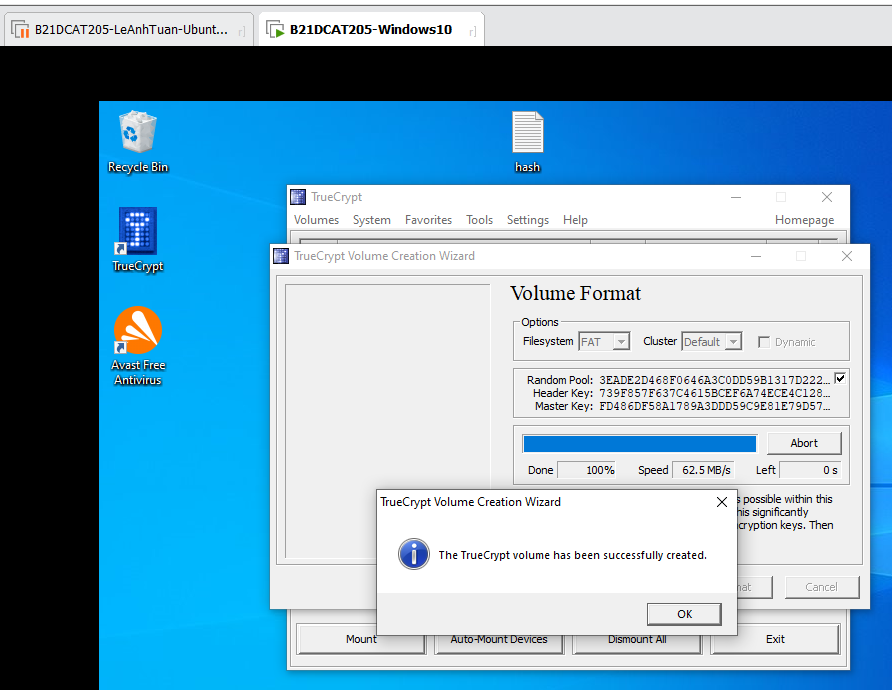 B21DCAT205-LeAnhTuan-Ubunt...
B21DCAT205-Windows10
Recycle Bin
hash
TrueCrypt
Avast Free
Antivirus
TrueCrypt
Volumes System Favorites Tools Settings Help Homepage
TrueCrypt Volume Creation Wizard
Volume Format
Options
Filesystem FAT Cluster Default Dynamic
Random Pool: 3EADE2D468F0646A3C0DD59B1317D222...
Header Key: 739F857F637C4615BCEF6A74ECE4C128...
Master Key: FD486DF58A1789A3DDD59C9E81E79D57...
Abort
Done 100% Speed 62.5 MB/s Left 0 s
possible within this
significantly
keys. Then
TrueCrypt Volume Creation Wizard
The TrueCrypt volume has been successfully created.
OK
Cancel
Mount Auto-Mount Devices Dismount All Exit